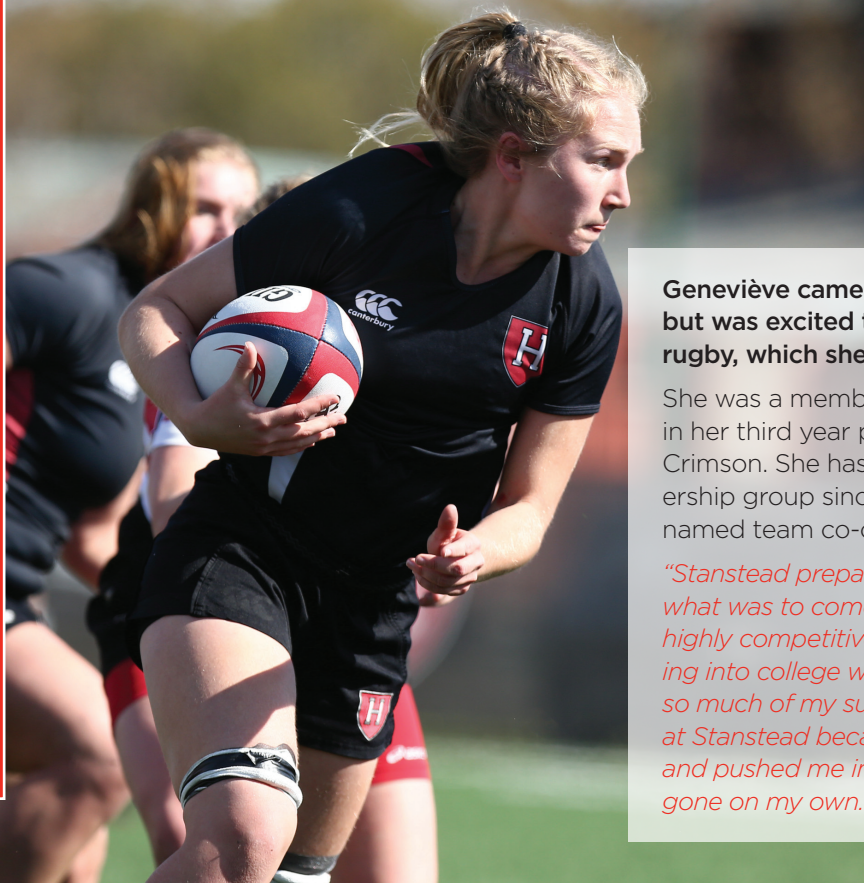 canterbury
H
H
Geneviève came
but was excited
rugby, which she
She was a memb
in her third year p
Crimson. She has
ership group sinc
named team co-
“Stanstead prepa
what was to com
highly competitiv
ing into college w
so much of my su
at Stanstead beca
and pushed me in
gone on my own.